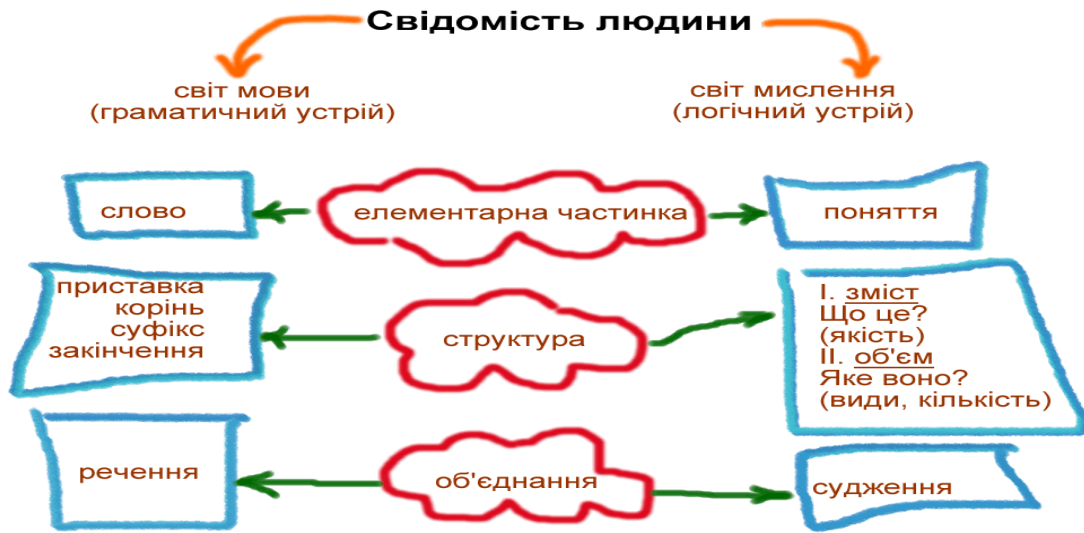 Свідомість людини
світ мови
(граматичний устрій)
світ мислення
(логічний устрій)
слово
елементарна частинка
поняття
приставка
корінь
суфікс
закінчення
структура
І. зміст
Що це?
(якість)
ІІ. об'єм
Яке воно?
(види, кількість)
речення
об'єднання
судження